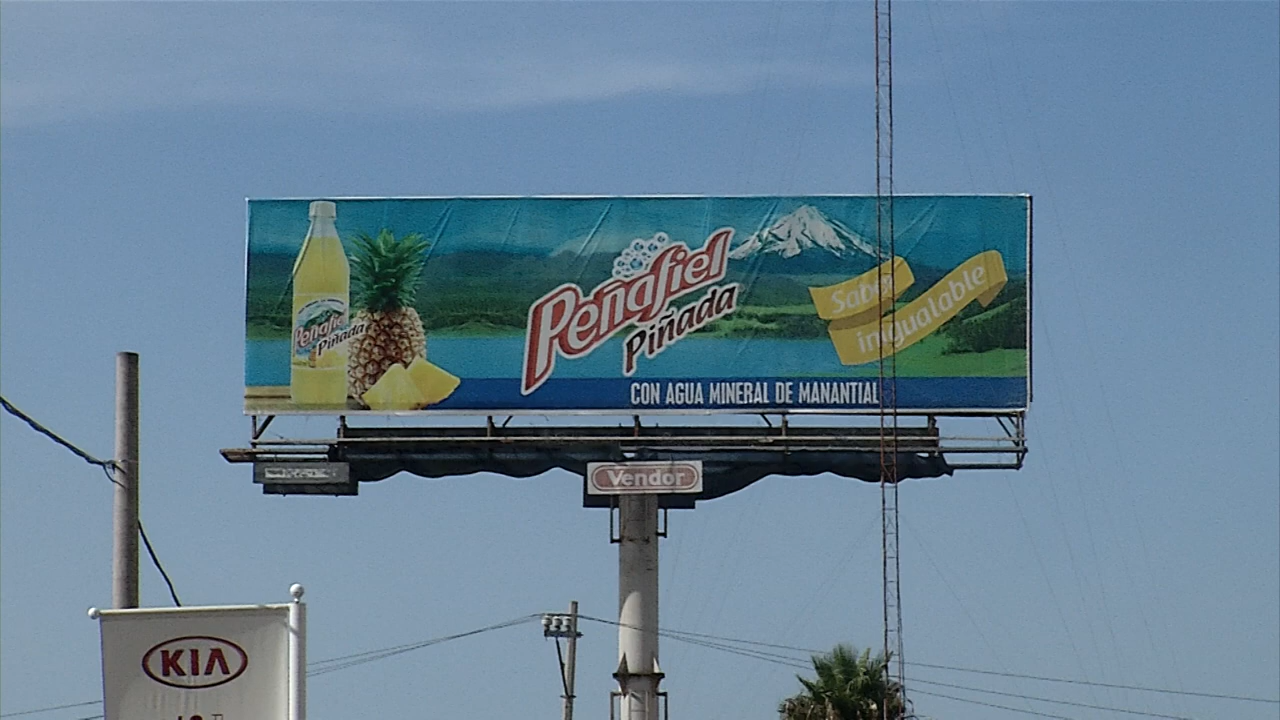 Peñafiel
Piñada
Peñafiel
Piñada
Sabor
inigualable
CON AGUA MINERAL DE MANANTIAL
Vendor
KIA